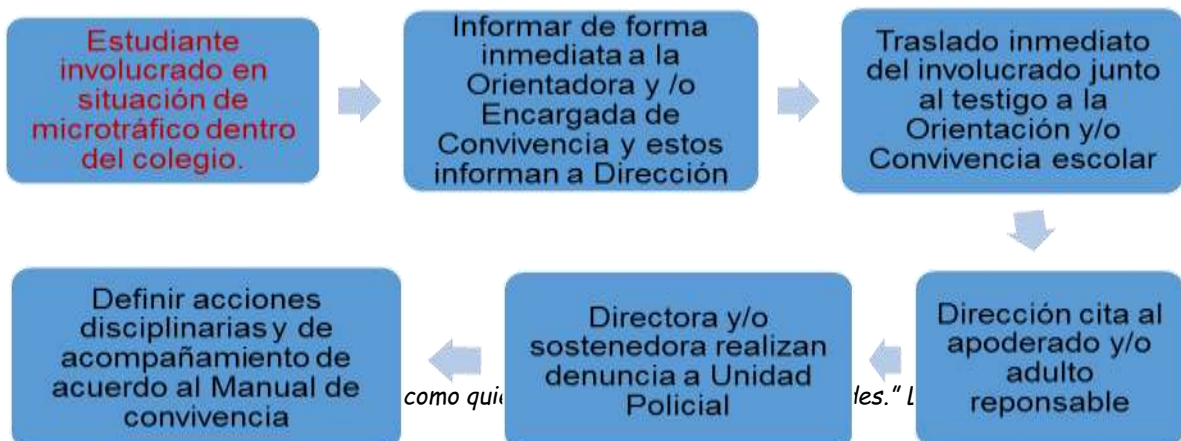 Estudiante
involucrado en
situación de
microtráfico dentro
del colegio.
Informar de forma
inmediata a la
Orientadora y /o
Encargada de
Convivencia y estos
informan a Dirección
Traslado inmediato
del involucrado junto
al testigo a la
Orientación y/o
Convivencia escolar
Dirección cita al
apoderado y/o
adulto
reponsable
Directora y/o
sostenedora realizan
denuncia a Unidad
Policial
Definir acciones
disciplinarias y de
acompañamiento de
acuerdo al Manual de
convivencia
como